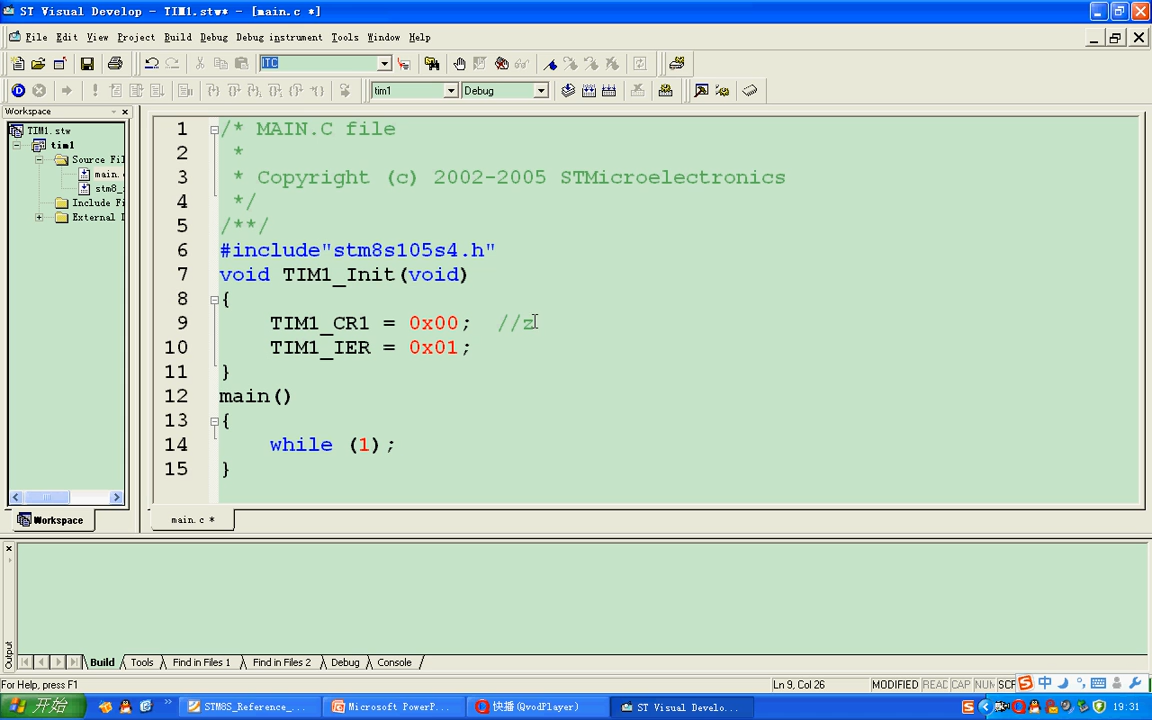 ST Visual Develop - TIM1.stw* - [main.c *]
File Edit View Project Build Debug Debug instrument Tools Window Help
ITC
tim1 Debug
Workspace
TIM1.stw
tim1
Source Fil
main.
stm8_
Include Fi
External D
1 /* MAIN.C file
2 *
3 * Copyright (c) 2002-2005 STMicroelectronics
4 */
5 /**/
6 #include"stm8s105s4.h"
7 void TIM1_Init(void)
8 {
9 TIM1_CR1 = 0x00; //z
10 TIM1_IER = 0x01;
11 }
12 main()
13 {
14 while (1);
15 }
Workspace
main.c *
Output
Build Tools Find in Files 1 Find in Files 2 Debug Console
For Help, press F1
Ln 9, Col 26 MODIFIED READ CAP NUM SCF
中
开始 STM8S_Reference_... Microsoft PowerP... 快播(QvodPlayer) ST Visual Develo... 19:31